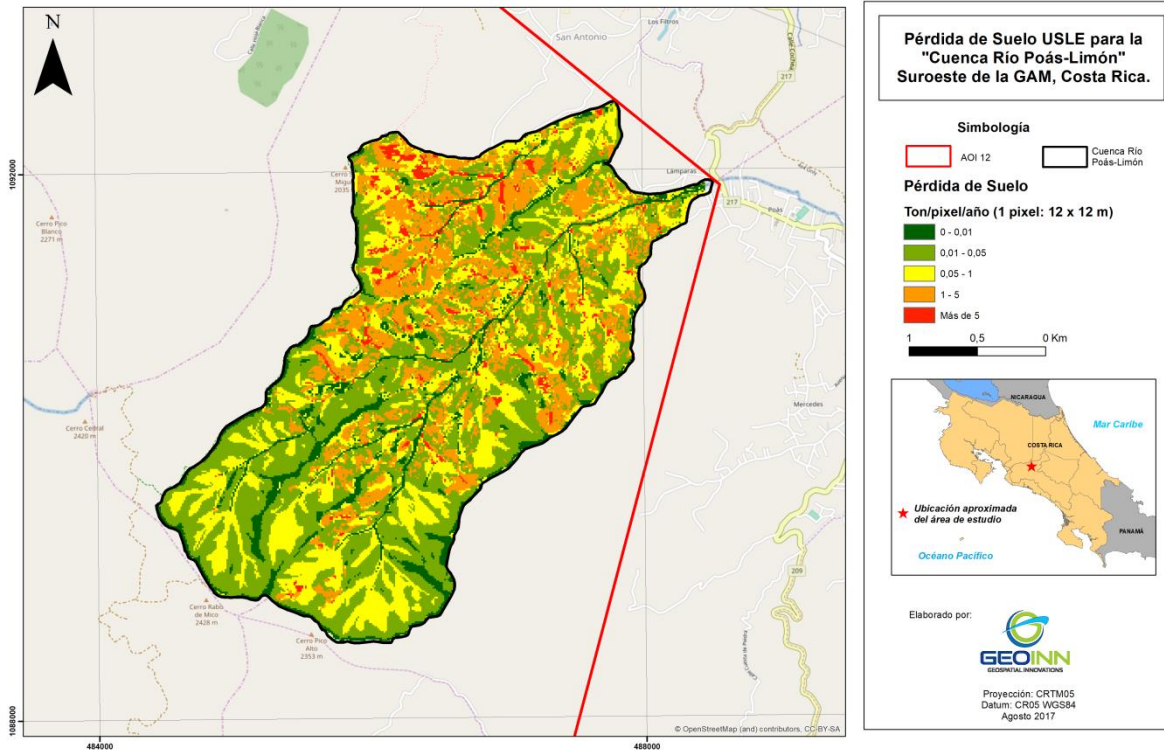 N
San Antonio
Los Filtros
Calle Cochea
217
Cerro
Migu
2035
Lámparas
217
Poás
Cerro Pico
Blanco
2271 m
Mercedes
Cerro Cedral
2420 m
209
Cerro Rabo
de Mico
2428 m
Cerro Pico
Alto
2353 m
© OpenStreetMap (and) contributors, CC-BY-SA
1092000
1088000
484000
488000
Pérdida de Suelo USLE para la
"Cuenca Río Poás-Limón"
Suroeste de la GAM, Costa Rica.
Simbología
AOI 12
Cuenca Río
Poás-Limón
Pérdida de Suelo
Ton/pixel/año (1 pixel: 12 x 12 m)
0 - 0,01
0,01 - 0,05
0,05 - 1
1 - 5
Más de 5
1 0,5 0 Km
NICARAGUA
Mar Caribe
COSTA RICA
Ubicación aproximada
del área de estudio
PANAMÁ
Océano Pacífico
Elaborado por:
GEOINN
GEOSPATIAL INNOVATIONS
Proyección: CRTM05
Datum: CR05 WGS84
Agosto 2017